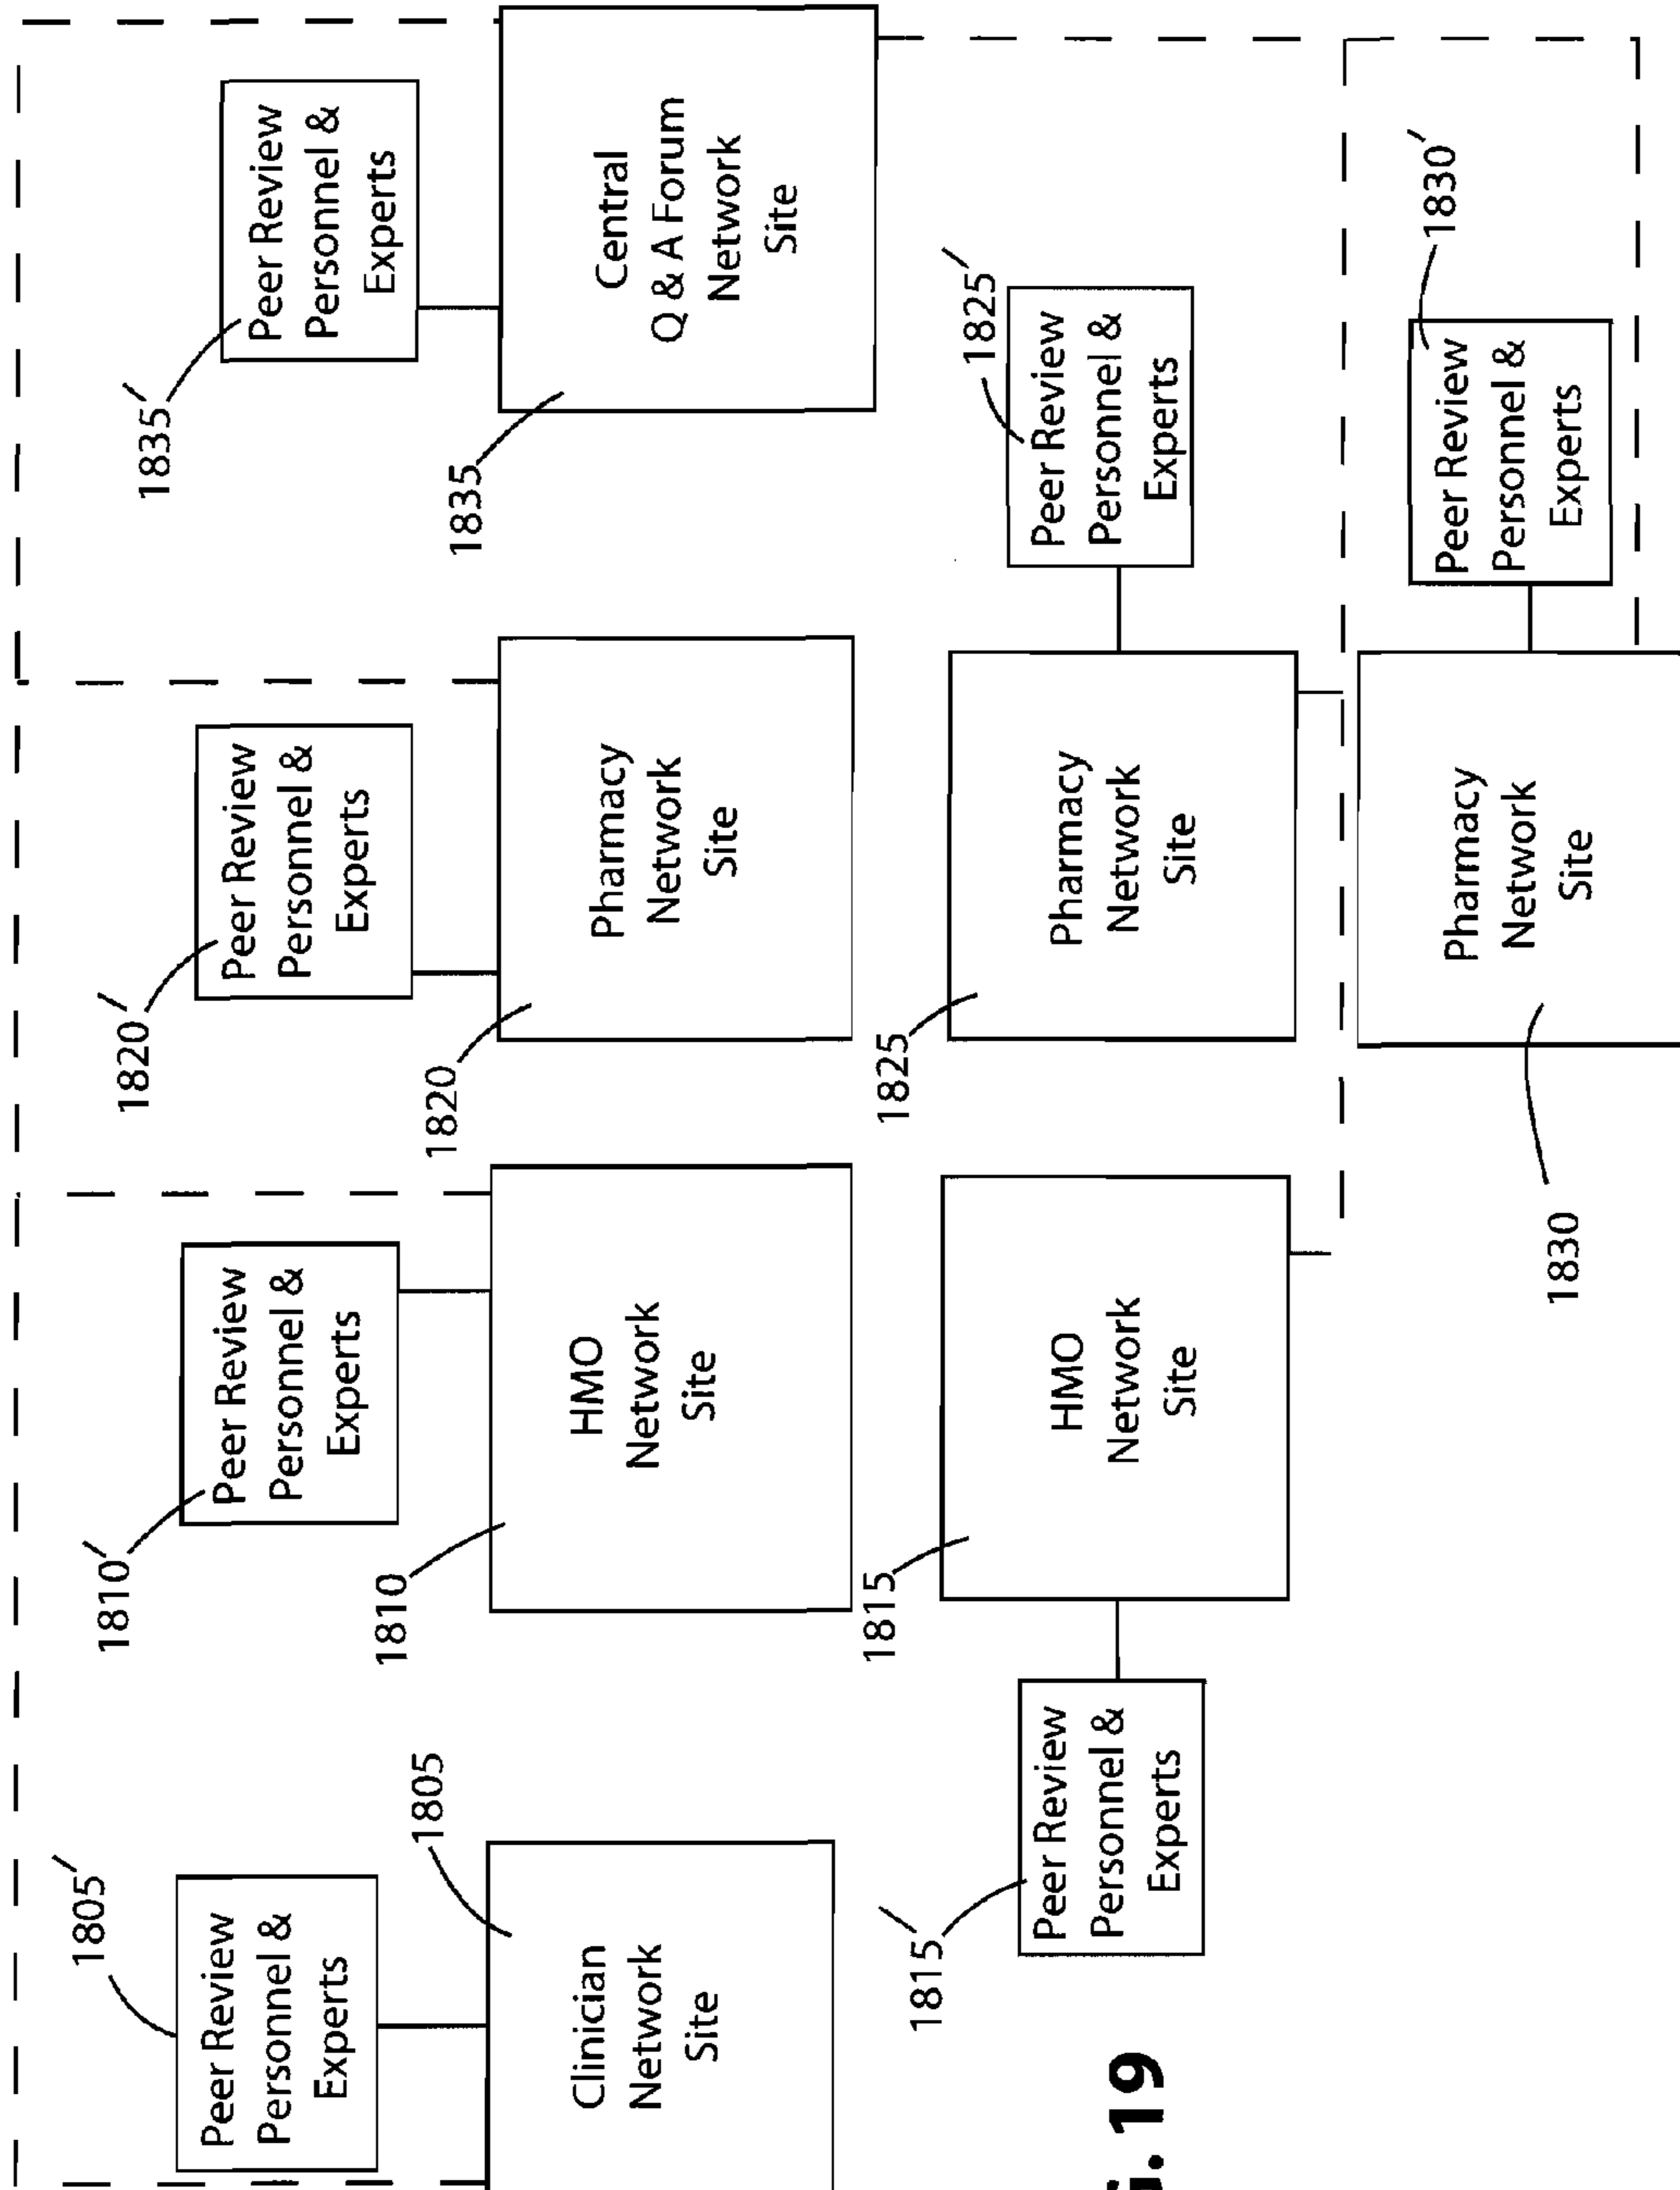 1805'
Peer Review
Personnel &
Experts
1805
Clinician
Network
Site
1810'
Peer Review
Personnel &
Experts
1810
HMO
Network
Site
1820'
Peer Review
Personnel &
Experts
1820
Pharmacy
Network
Site
1835'
Peer Review
Personnel &
Experts
1835
Central
Q & A Forum
Network
Site
1815'
Peer Review
Personnel &
Experts
1815
HMO
Network
Site
1825
Pharmacy
Network
Site
1825'
Peer Review
Personnel &
Experts
1830
Pharmacy
Network
Site
1830'
Peer Review
Personnel &
Experts
19